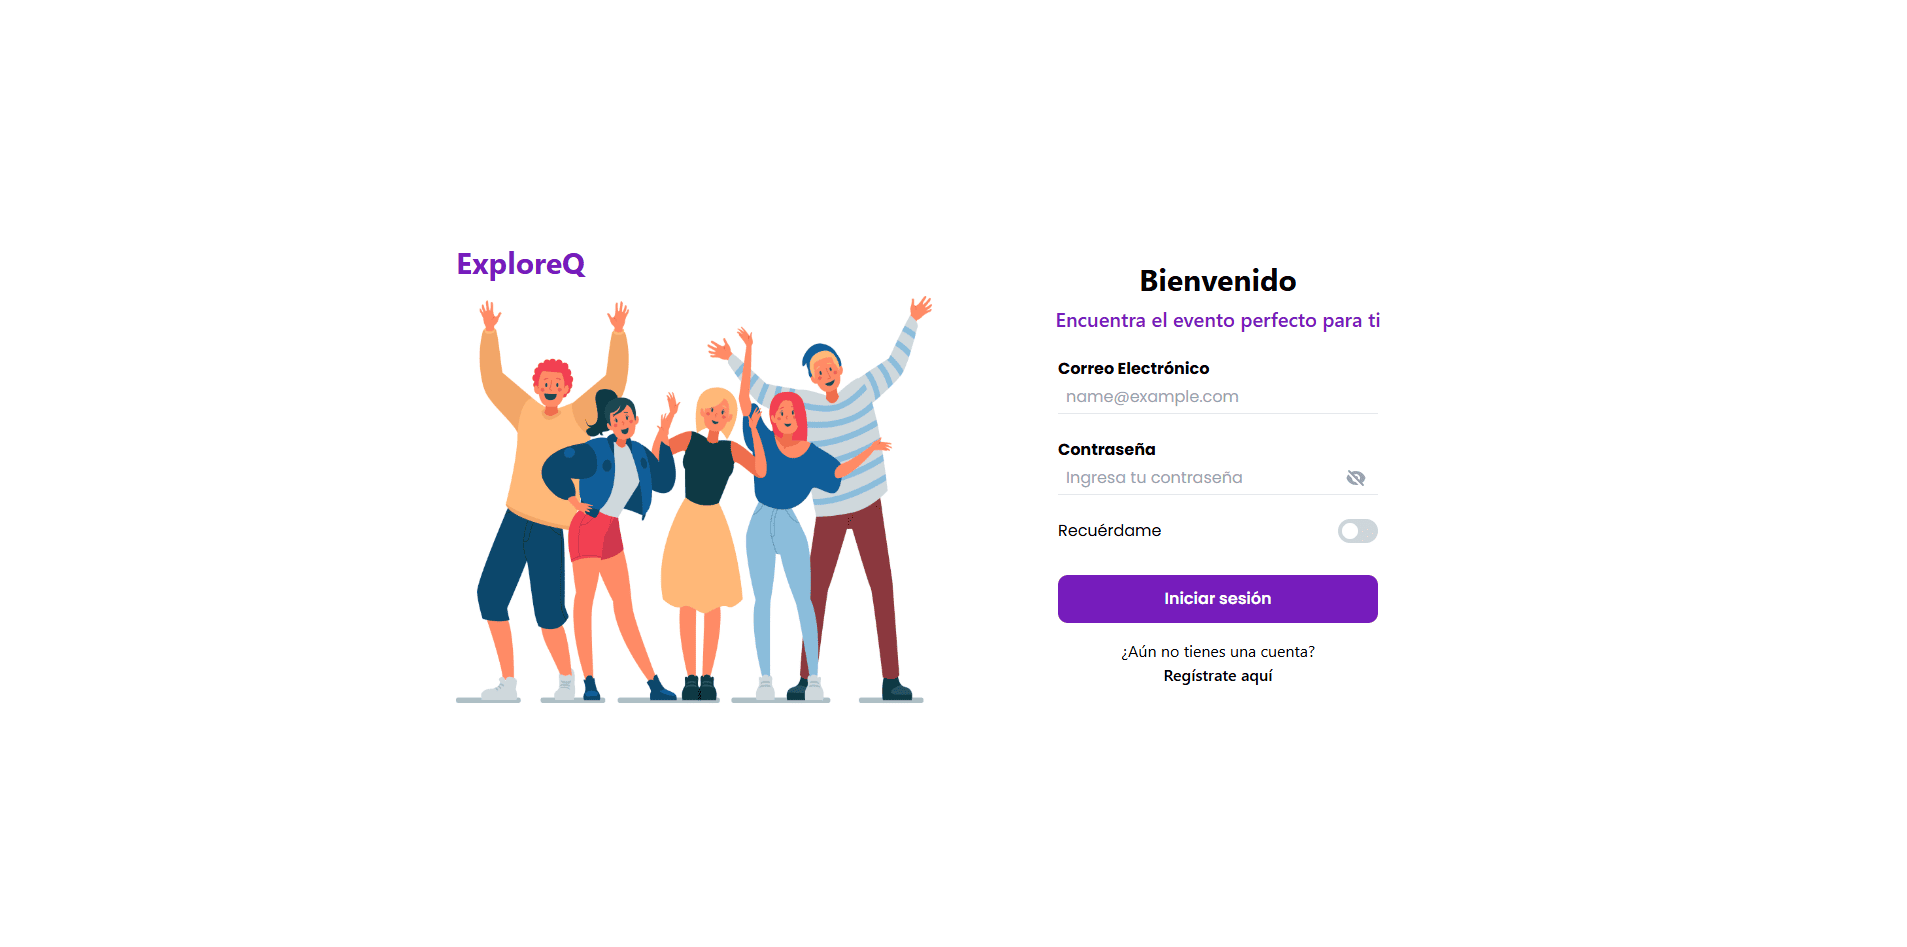 ExploreQ
Bienvenido
Encuentra el evento perfecto para ti
Correo Electrónico
name@example.com
Contraseña
Ingresa tu contraseña
Recuérdame
Iniciar sesión
¿Aún no tienes una cuenta?
Regístrate aquí